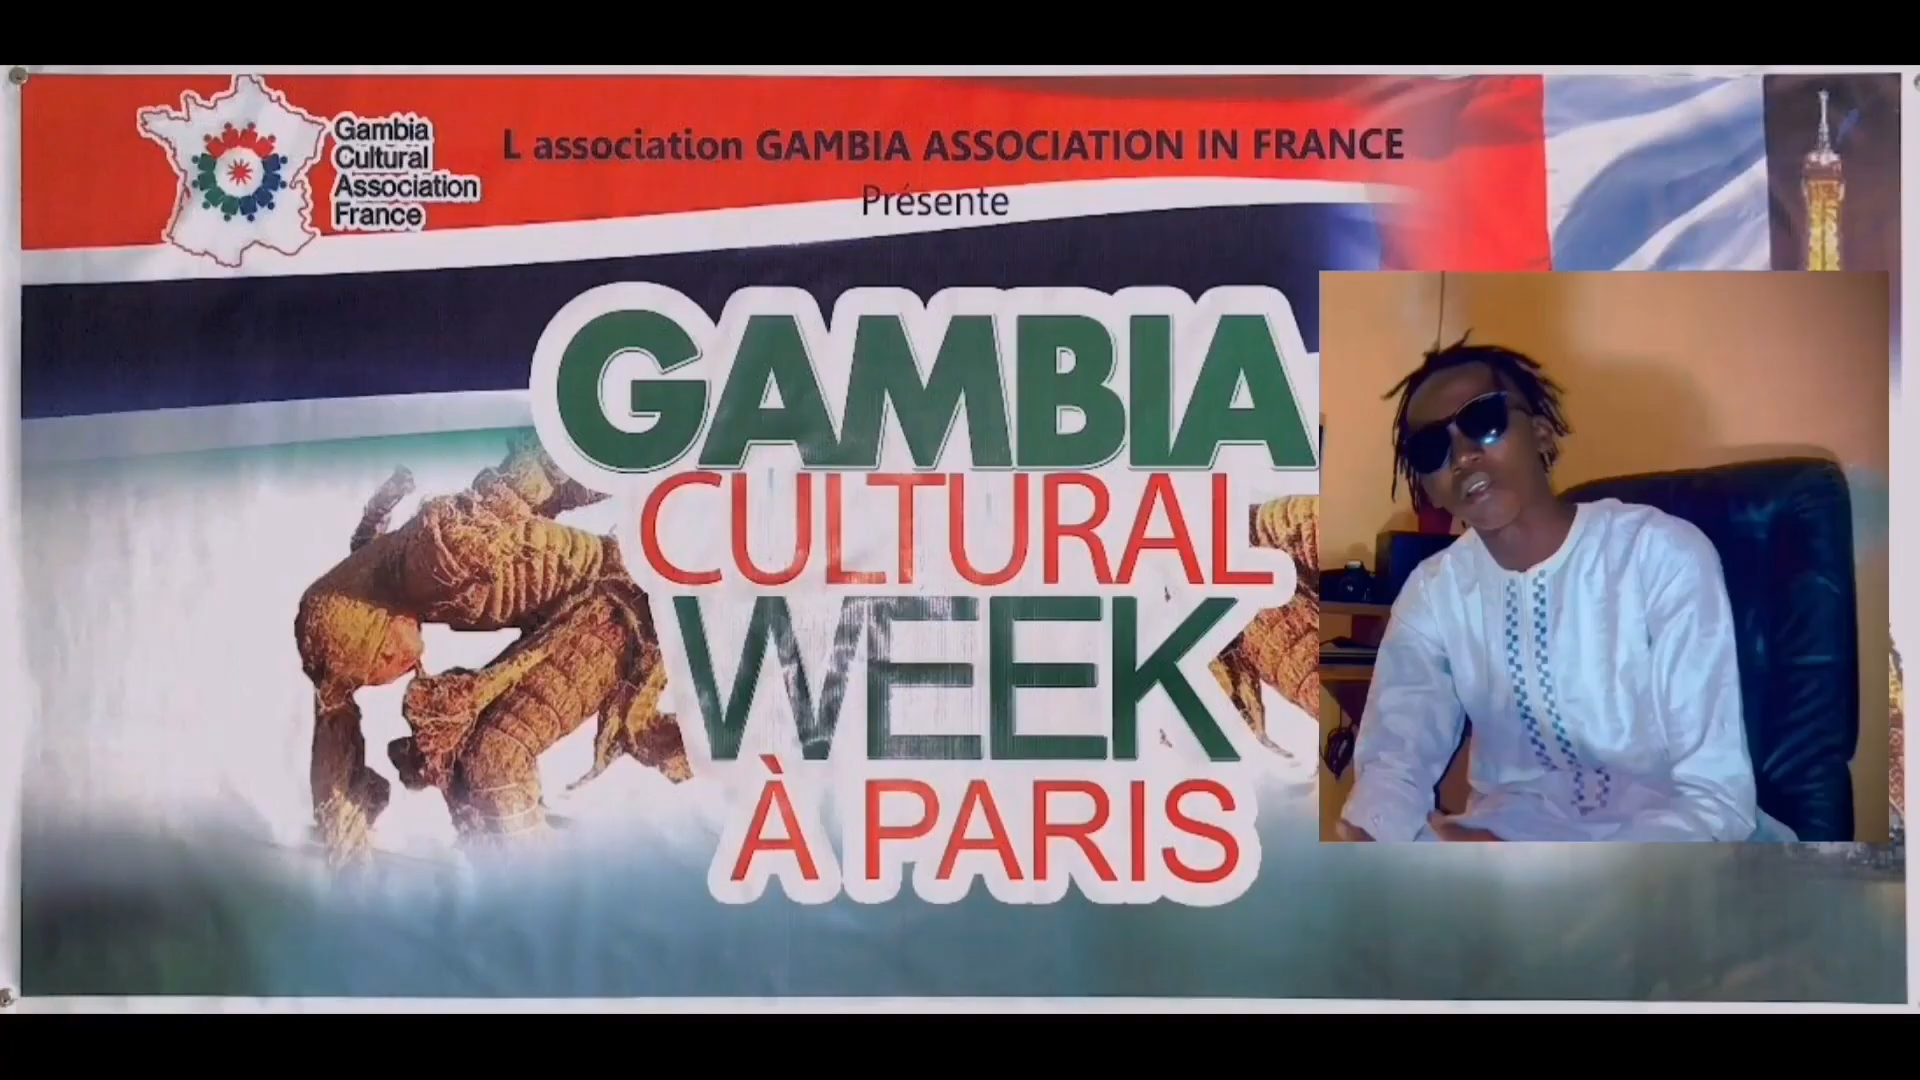 Gambia
Cultural
Association
France
L association GAMBIA ASSOCIATION IN FRANCE
Présente
GAMBIA
CULTURAL
WEEK
À PARIS